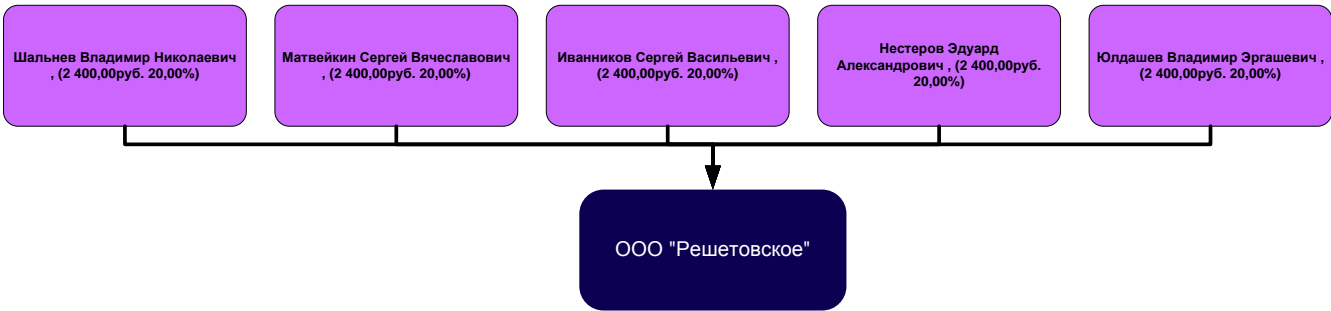 Шальнев Владимир Николаевич
, (2 400,00руб. 20,00%)
Матвейкин Сергей Вячеславович
, (2 400,00руб. 20,00%)
Иванников Сергей Васильевич ,
(2 400,00руб. 20,00%)
Нестеров Эдуард
Александрович , (2 400,00руб.
20,00%)
Юлдашев Владимир Эргашевич ,
(2 400,00руб. 20,00%)
ООО "Решетовское"